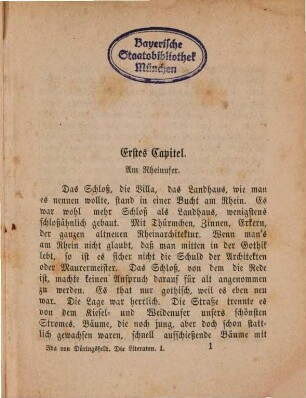 Bayerische
Staatsbibliothek
München
Erstes Capitel.
Am Rheinufer.
Das Schloß, die Villa, das Landhaus, wie man
es nennen wollte, stand in einer Bucht am Rhein. Es
war wohl mehr Schloß als Landhaus, wenigstens
schloßähnlich gebaut. Mit Thürmchen, Zinnen, Erkern,
der ganzen altneuen Rheinarchitektur. Wenn man's
am Rhein nicht glaubt, daß man mitten in der Gothik
lebt, so ist es sicher nicht die Schuld der Architekten
oder Maurermeister. Das Schloß, von dem die Rede
ist, machte keinen Anspruch darauf für alt angenommen
zu werden. Es that nur gothisch, weil es eben neu
war. Die Lage war herrlich. Die Straße trennte es
von dem Kiesel- und Weidenufer unsers schönsten
Stromes. Bäume, die noch jung, aber doch schon statt-
lich gewachsen waren, schnell aufschießende Bäume mit
Ida von Düringsfeld. Die Literaten. I. 1